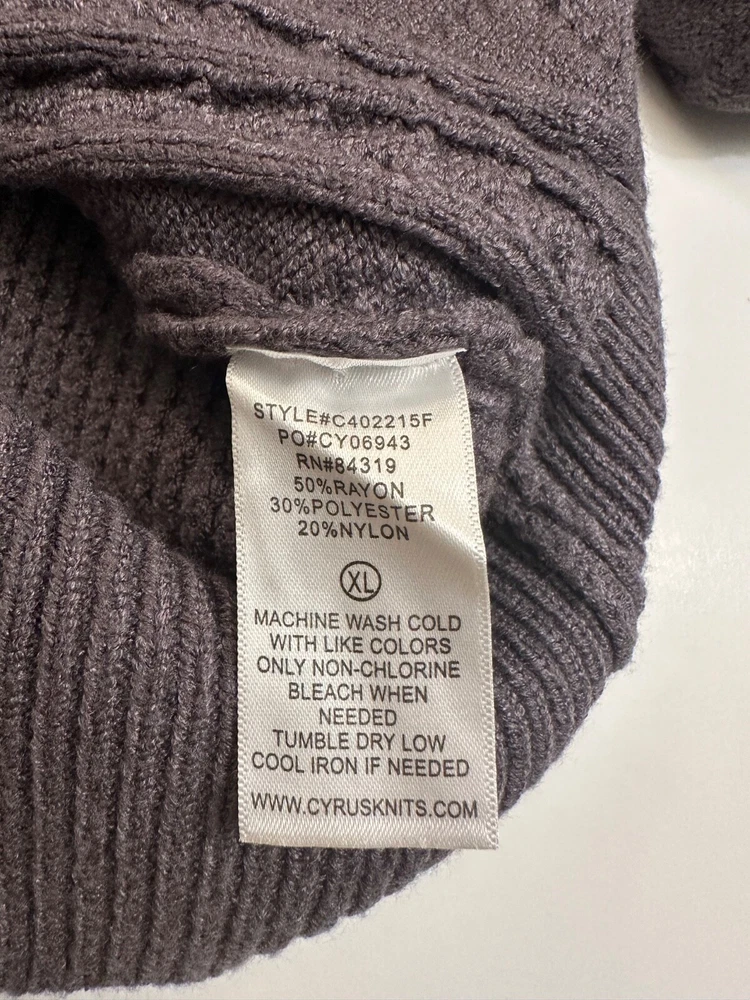 STYLE#C402215F
PO#CY06943
RN#84319
50%RAYON
30%POLYESTER
20%NYLON
XL
MACHINE WASH COLD
WITH LIKE COLORS
ONLY NON-CHLORINE
BLEACH WHEN
NEEDED
TUMBLE DRY LOW
COOL IRON IF NEEDED
WWW.CYRUSKNITS.COM